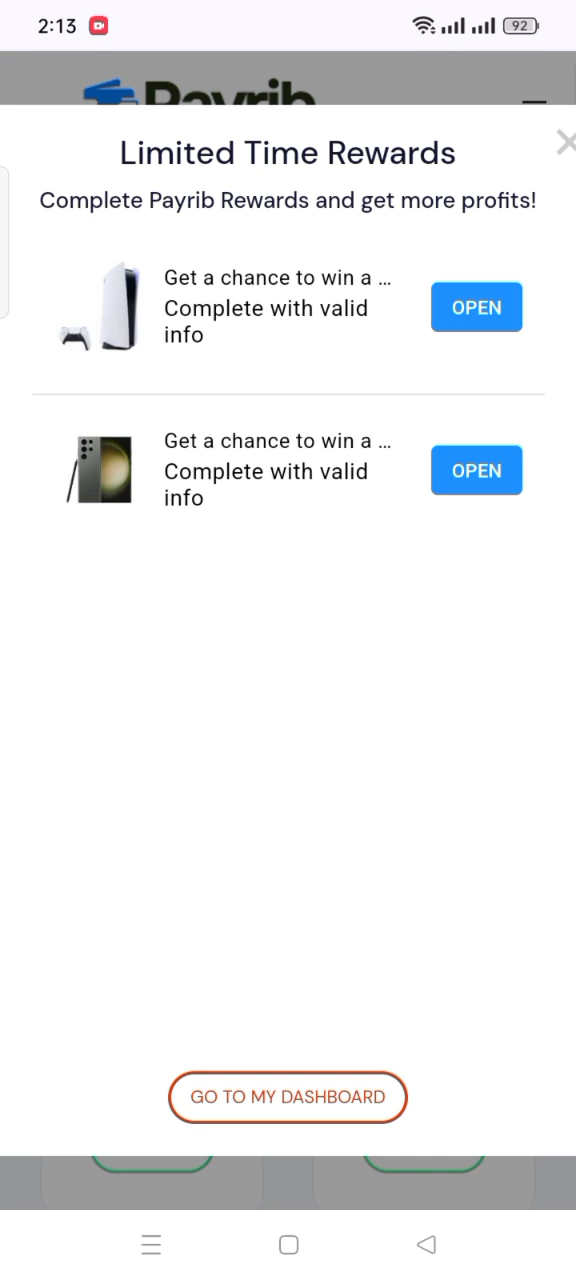 2:13
92
Payrib
Limited Time Rewards
Complete Payrib Rewards and get more profits!
Get a chance to win a ...
Complete with valid
info
OPEN
Get a chance to win a ...
Complete with valid
info
OPEN
GO TO MY DASHBOARD